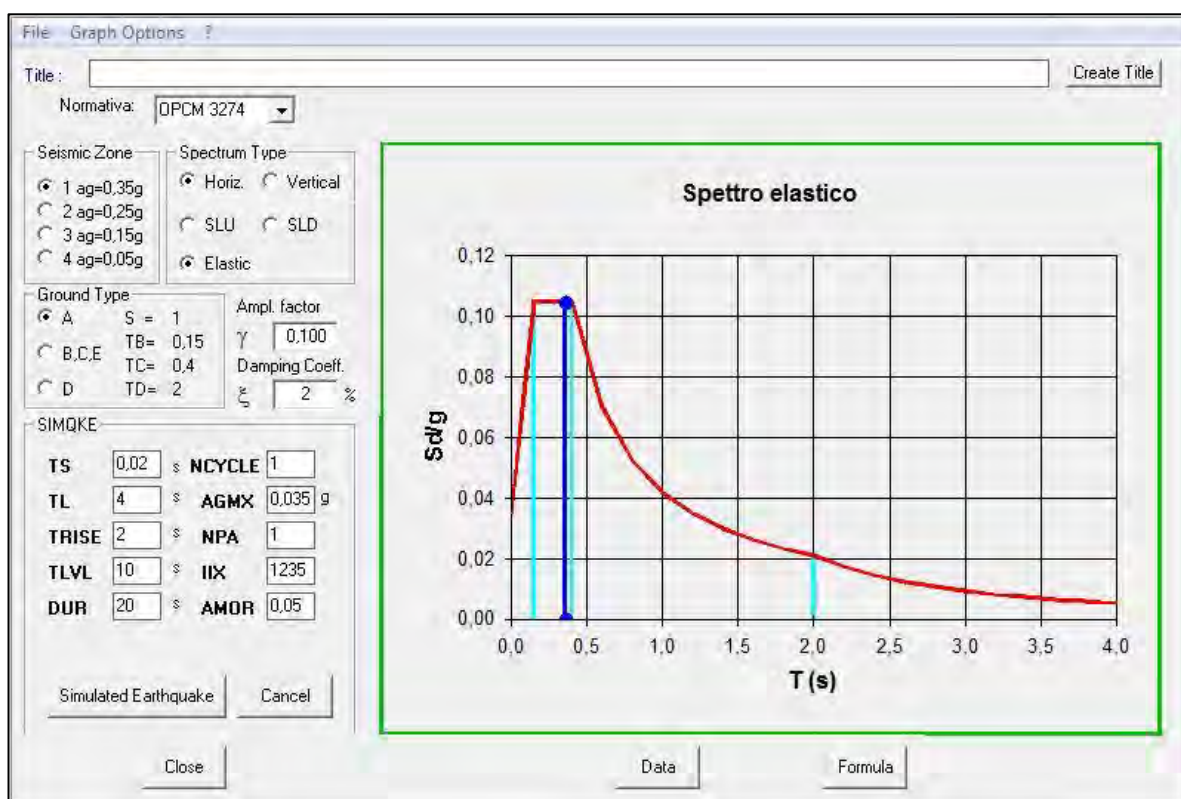 File Graph Options ?
Title : Create Title
Normativa: OPCM 3274
Seismic Zone
1 ag=0,35g
2 ag=0,25g
3 ag=0,15g
4 ag=0,05g
Spectrum Type
Horiz. Vertical
SLU SLD
Elastic
Ground Type
A S = 1
TB= 0,15
B,C,E TC= 0,4
D TD= 2
Ampl. factor
γ 0,100
Damping Coeff.
ξ 2 %
SIMQKE
TS 0,02 s NCYCLE 1
TL 4 s AGMX 0,035 g
TRISE 2 s NPA 1
TLVL 10 s IIX 1235
DUR 20 s AMOR 0,05
Simulated Earthquake Cancel
Close
Spettro elastico
Sd/g
0,12
0,10
0,08
0,06
0,04
0,02
0,00
0,0 0,5 1,0 1,5 2,0 2,5 3,0 3,5 4,0
T (s)
Data Formula